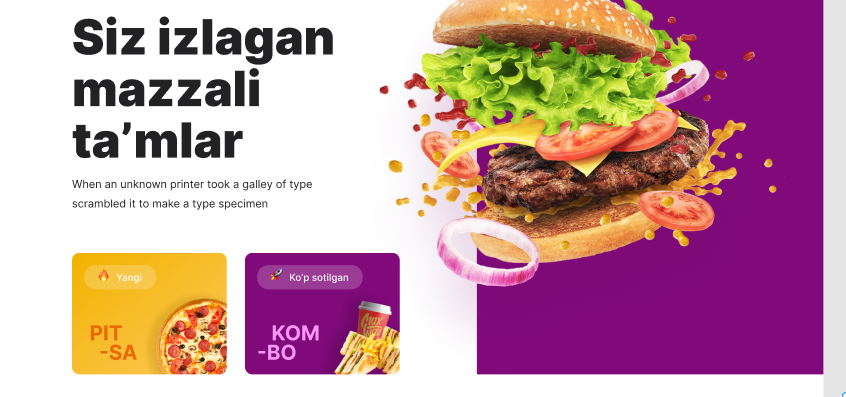 Siz izlagan
mazzali
ta’mlar
When an unknown printer took a galley of type
scrambled it to make a type specimen
Yangi
PIT
-SA
Ko‘p sotilgan
KOM
-BO